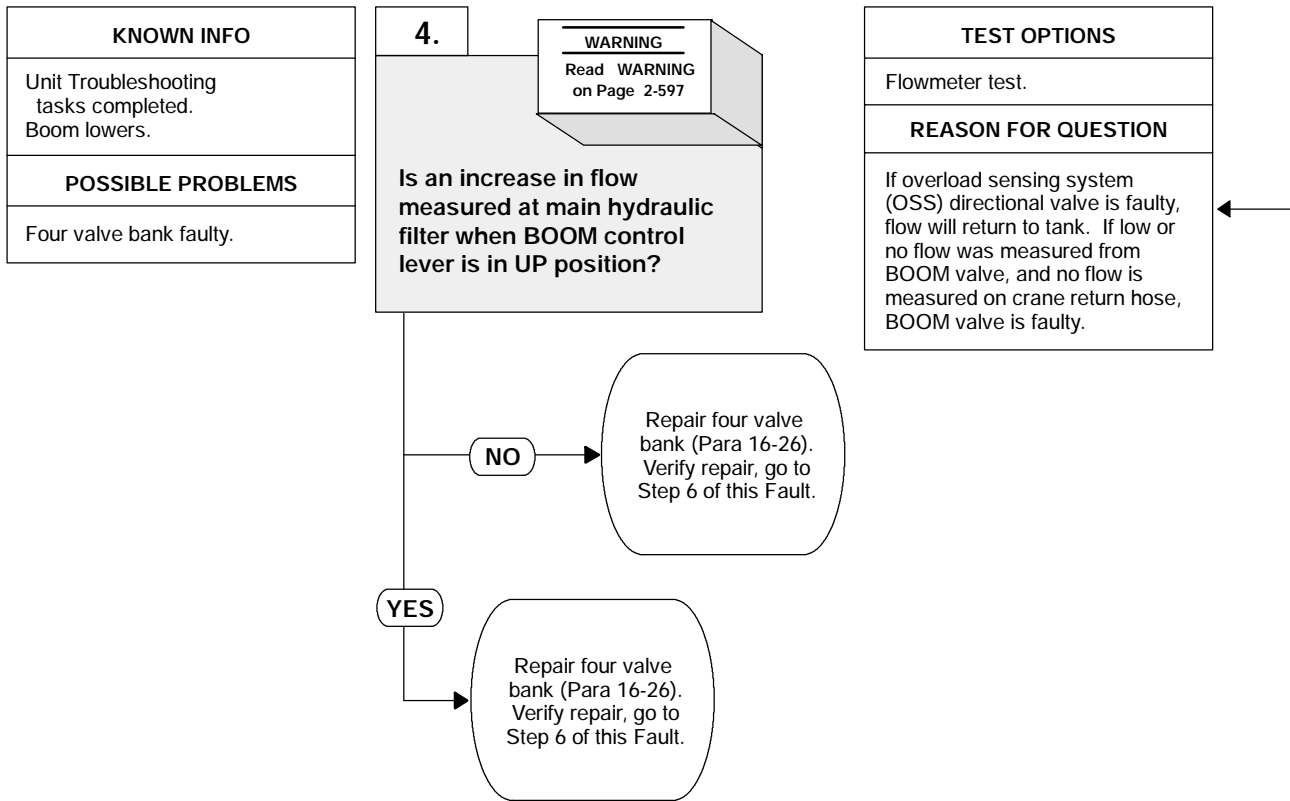 KNOWN INFO
Unit Troubleshooting
tasks completed.
Boom lowers.
POSSIBLE PROBLEMS
Four valve bank faulty.
4.
WARNING
Read WARNING
on Page 2-597
Is an increase in flow
measured at main hydraulic
filter when BOOM control
lever is in UP position?
TEST OPTIONS
Flowmeter test.
REASON FOR QUESTION
If overload sensing system
(OSS) directional valve is faulty,
flow will return to tank. If low or
no flow was measured from
BOOM valve, and no flow is
measured on crane return hose,
BOOM valve is faulty.
NO
Repair four valve
bank (Para 16-26).
Verify repair, go to
Step 6 of this Fault.
YES
Repair four valve
bank (Para 16-26).
Verify repair, go to
Step 6 of this Fault.